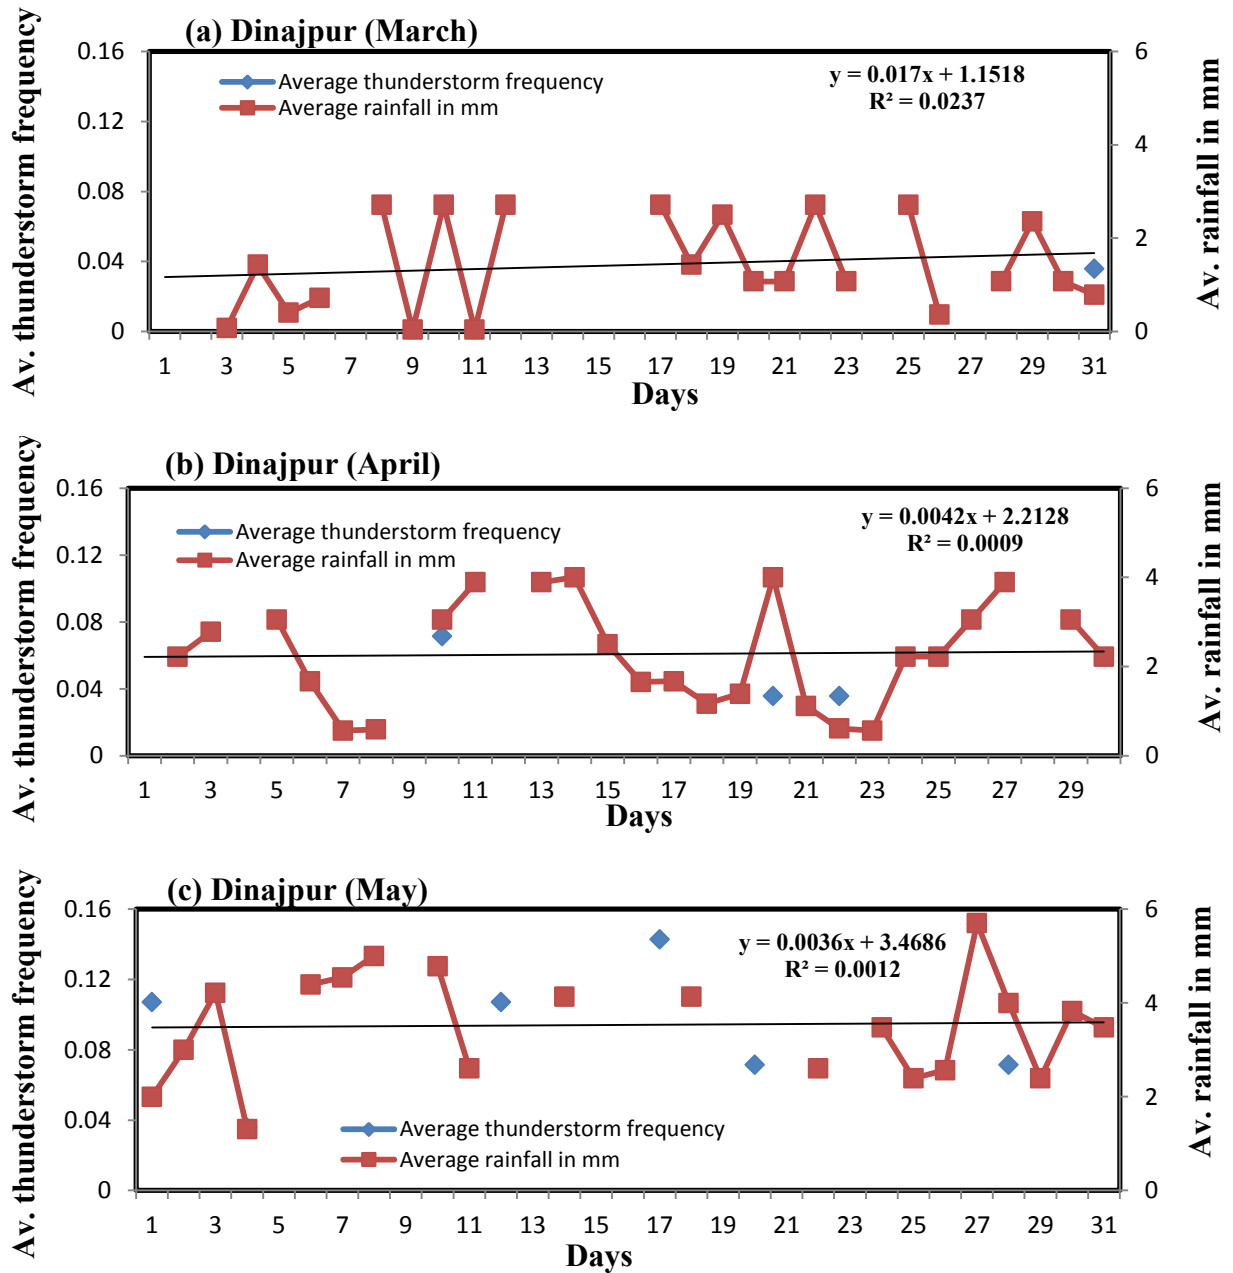 (a) Dinajpur (March)
Av. thunderstorm frequency
0.16
0.12
0.08
0.04
0
Average thunderstorm frequency
Average rainfall in mm
y = 0.017x + 1.1518
R² = 0.0237
6
4
2
0
Av. rainfall in mm
1 3 5 7 9 11 13 15 17 19 21 23 25 27 29 31
Days
(b) Dinajpur (April)
Av. thunderstorm frequency
0.16
0.12
0.08
0.04
0
Average thunderstorm frequency
Average rainfall in mm
y = 0.0042x + 2.2128
R² = 0.0009
6
4
2
0
Av. rainfall in mm
1 3 5 7 9 11 13 15 17 19 21 23 25 27 29
Days
(c) Dinajpur (May)
Av. thunderstorm frequency
0.16
0.12
0.08
0.04
0
y = 0.0036x + 3.4686
R² = 0.0012
Average thunderstorm frequency
Average rainfall in mm
6
4
2
0
Av. rainfall in mm
1 3 5 7 9 11 13 15 17 19 21 23 25 27 29 31
Days